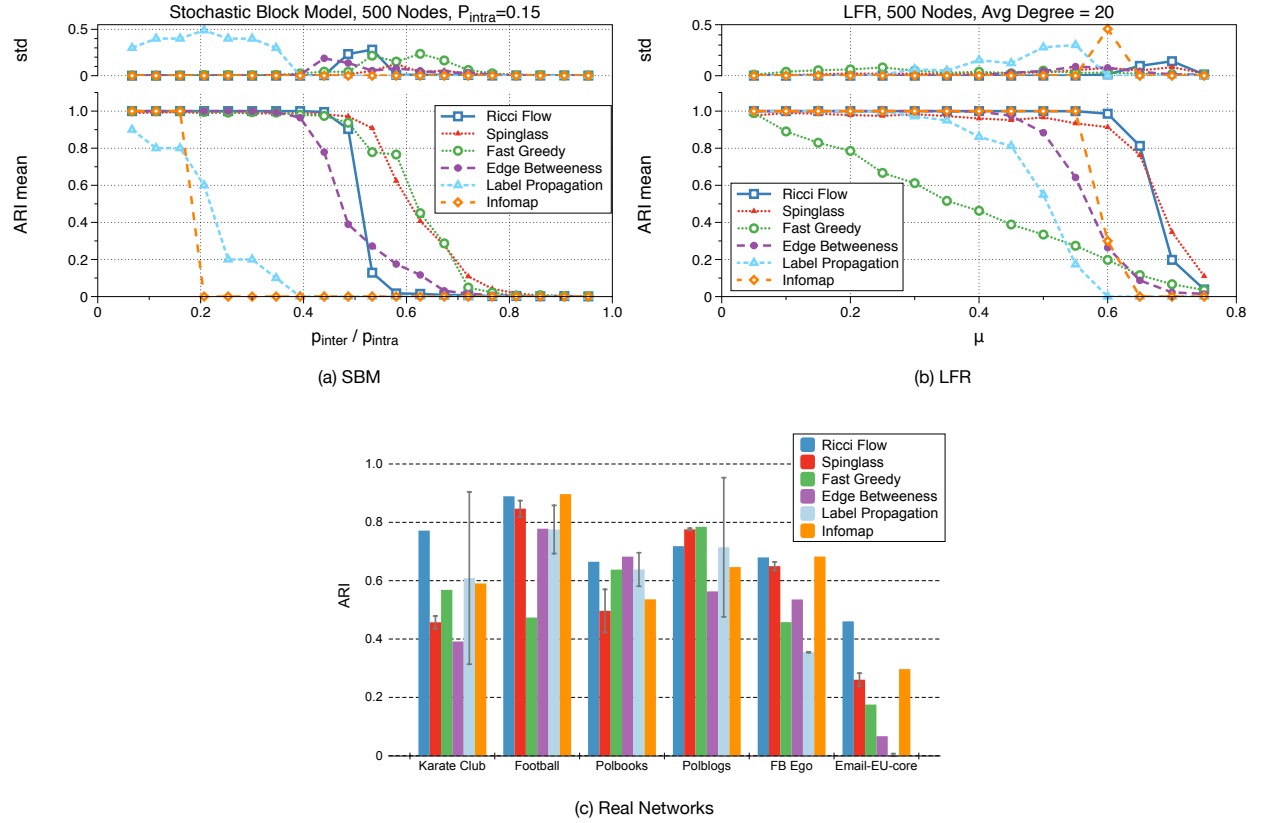 Stochastic Block Model, 500 Nodes, Pintra=0.15
std
0.5
0
ARI mean
1.0
0.8
0.6
0.4
0.2
0
Ricci Flow
Spinglass
Fast Greedy
Edge Betweeness
Label Propagation
Infomap
0 0.2 0.4 0.6 0.8 1.0
pinter / pintra
(a) SBM
LFR, 500 Nodes, Avg Degree = 20
std
0.5
0
ARI mean
1.0
0.8
0.6
0.4
0.2
0
Ricci Flow
Spinglass
Fast Greedy
Edge Betweeness
Label Propagation
Infomap
0 0.2 0.4 0.6 0.8
μ
(b) LFR
Ricci Flow
Spinglass
Fast Greedy
Edge Betweeness
Label Propagation
Infomap
ARI
1.0
0.8
0.6
0.4
0.2
0
Karate Club Football Polbooks Polblogs FB Ego Email-EU-core
(c) Real Networks